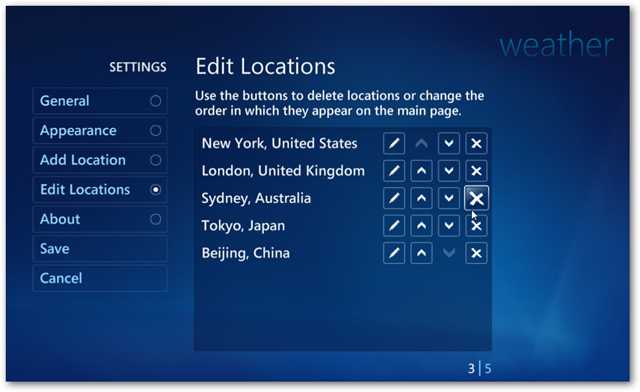 weather
SETTINGS
General
Appearance
Add Location
Edit Locations
About
Save
Cancel
Edit Locations
Use the buttons to delete locations or change the
order in which they appear on the main page.
New York, United States
London, United Kingdom
Sydney, Australia
Tokyo, Japan
Beijing, China
3 | 5